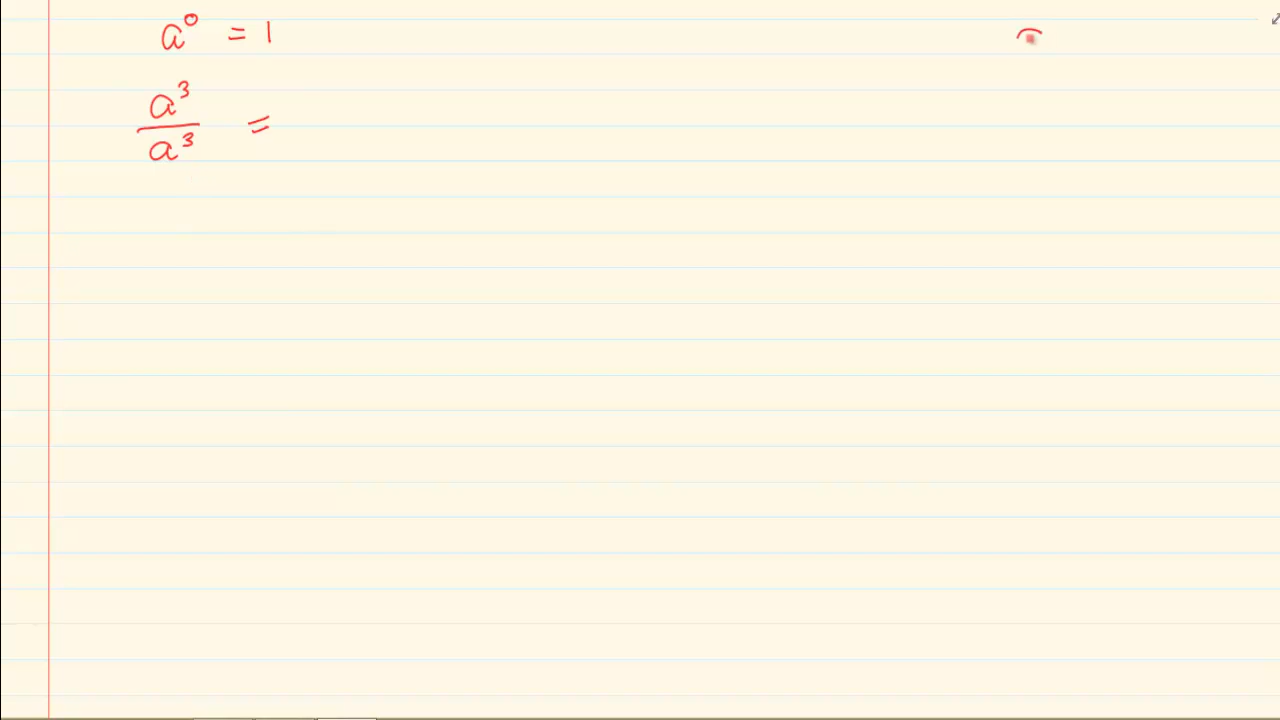 a⁰ = 1
a³/a³ =